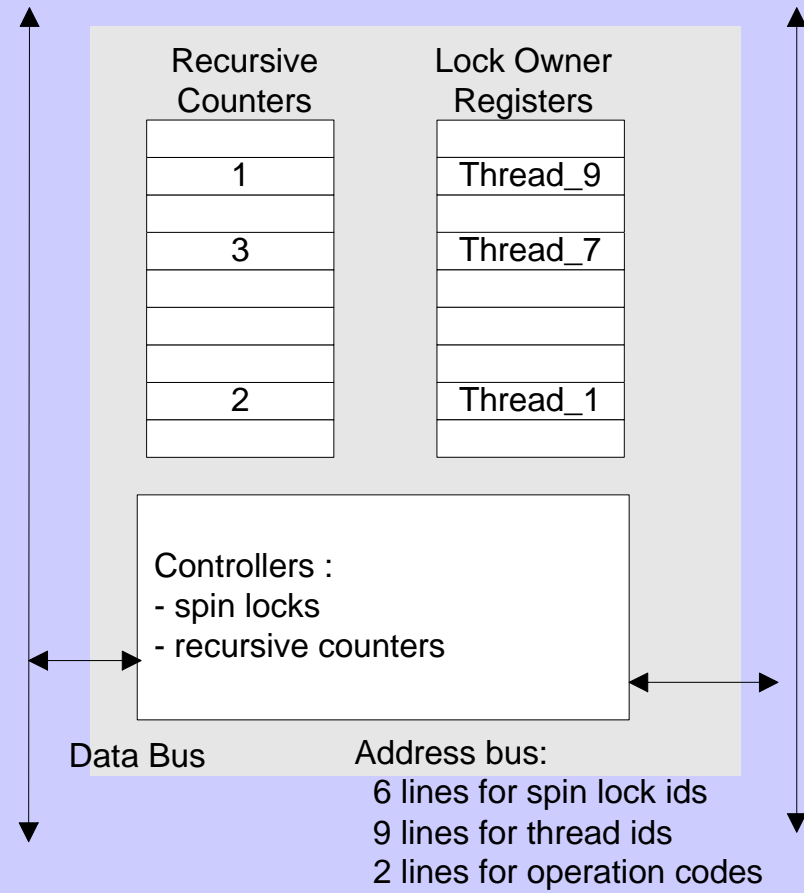 Recursive
Counters
Lock Owner
Registers
1
Thread_9
3
Thread_7
2
Thread_1
Controllers :
- spin locks
- recursive counters
Data Bus
Address bus:
6 lines for spin lock ids
9 lines for thread ids
2 lines for operation codes